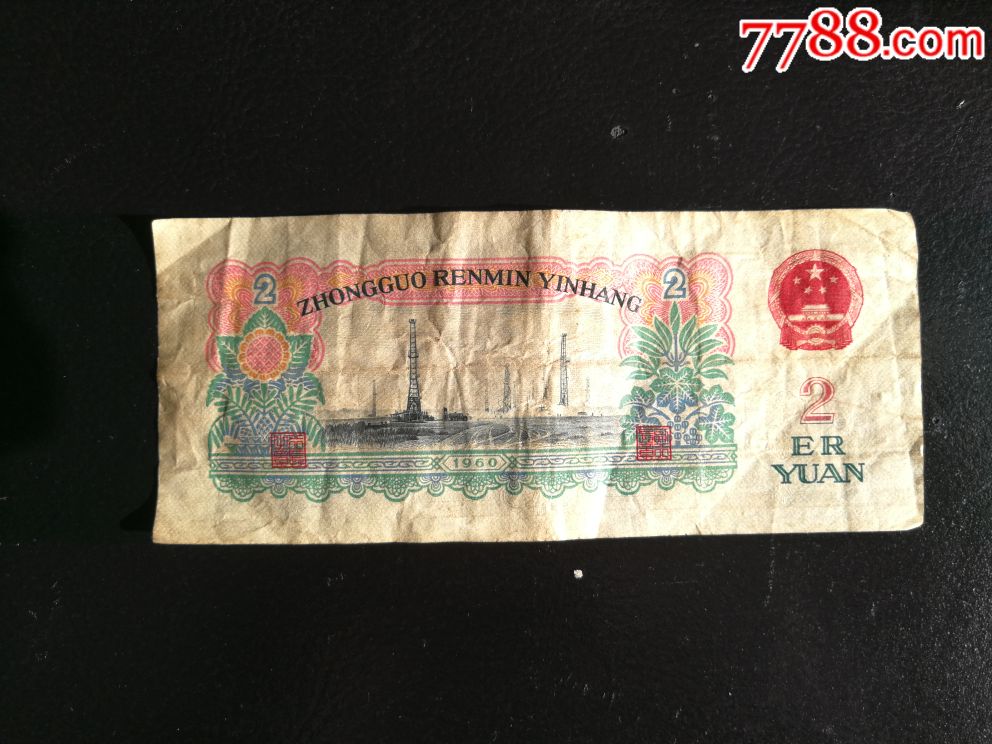 7788.com
ZHONGGUO RENMIN YINHANG
2
2
1960
2
ER
YUAN